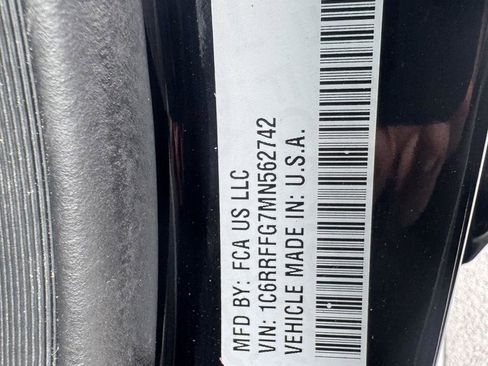 MFD BY: FCA US LLC
VIN: 1C6RRFFG7MN562742
VEHICLE MADE IN: U.S.A.